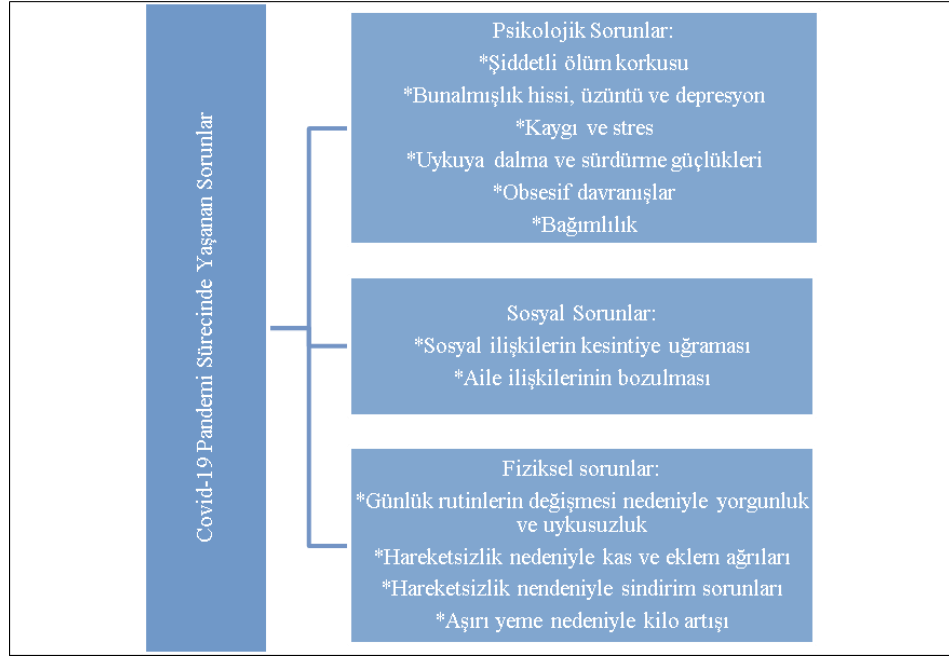 Covid-19 Pandemi Sürecinde Yaşanan Sorunlar
Psikolojik Sorunlar:
*Şiddetli ölüm korkusu
*Bunalmışlık hissi, üzüntü ve depresyon
*Kaygı ve stres
*Uykuya dalma ve sürdürme güçlükleri
*Obsesif davranışlar
*Bağımlılık
Sosyal Sorunlar:
*Sosyal ilişkilerin kesintiye uğraması
*Aile ilişkilerinin bozulması
Fiziksel sorunlar:
*Günlük rutinlerin değişmesi nedeniyle yorgunluk
ve uykusuzluk
*Hareketsizlik nedeniyle kas ve eklem ağrıları
*Hareketsizlik nendeniyle sindirim sorunları
*Aşırı yeme nedeniyle kilo artışı